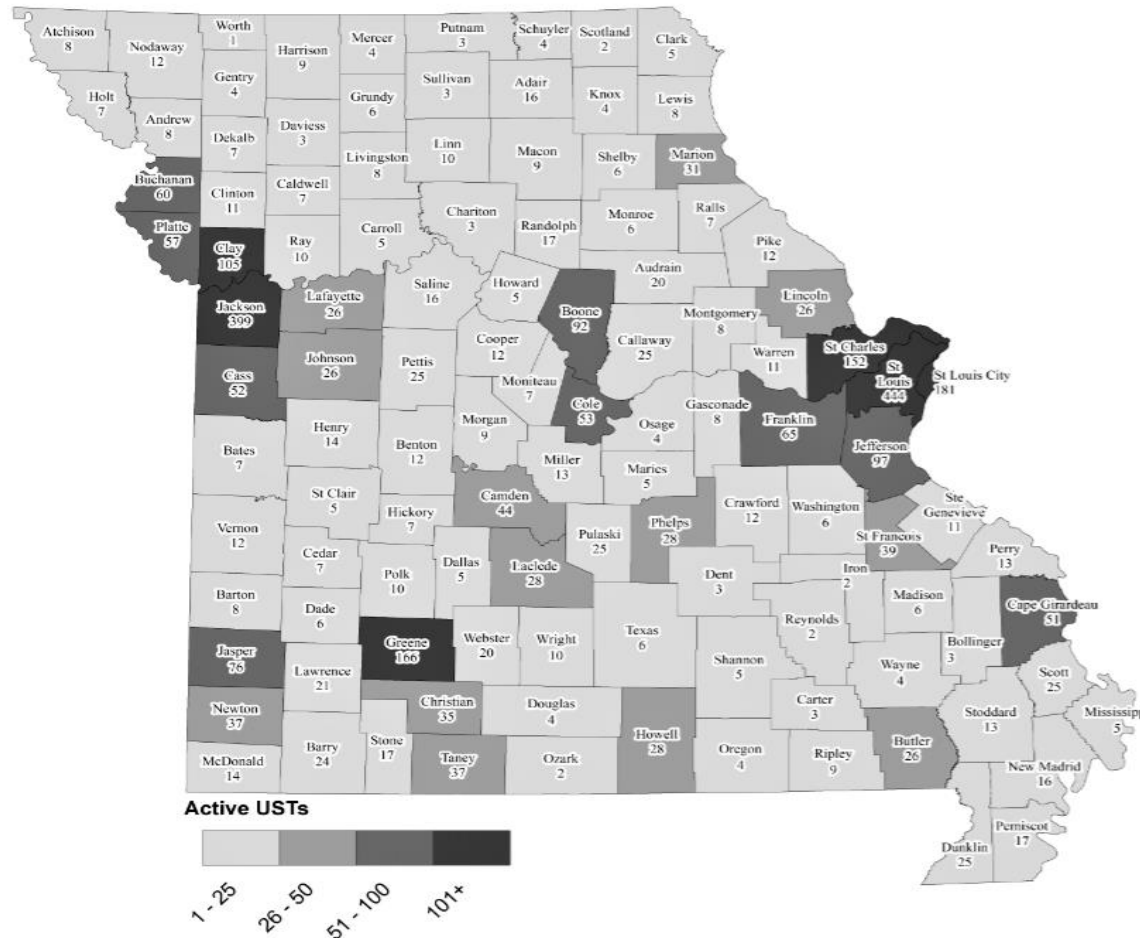 Atchison
8
Nodaway
12
Worth
1
Harrison
9
Mercer
4
Putnam
3
Schuyler
4
Scotland
2
Clark
5
Holt
7
Gentry
4
Grundy
6
Sullivan
3
Adair
16
Knox
4
Lewis
8
Andrew
8
Dekalb
7
Daviess
3
Livingston
8
Linn
10
Macon
9
Shelby
6
Marion
31
Buchanan
60
Clinton
11
Caldwell
7
Chariton
3
Randolph
17
Monroe
6
Ralls
7
Platte
57
Clay
105
Ray
10
Carroll
5
Pike
12
Audrain
20
Jackson
399
Lafayette
26
Saline
16
Howard
5
Boone
92
Callaway
25
Montgomery
8
Lincoln
26
Cass
52
Johnson
26
Pettis
25
Cooper
12
Moniteau
7
Cole
53
Warren
11
St Charles
152
St
Louis
444
St Louis City
181
Bates
7
Henry
14
Benton
12
Morgan
9
Miller
13
Osage
4
Gasconade
8
Franklin
65
Jefferson
97
Maries
5
St Clair
5
Hickory
7
Camden
44
Pulaski
25
Phelps
28
Crawford
12
Washington
6
Ste
Genevieve
11
St Francois
39
Vernon
12
Cedar
7
Polk
10
Dallas
5
Laclede
28
Dent
3
Iron
2
Perry
13
Barton
8
Dade
6
Greene
166
Webster
20
Wright
10
Texas
6
Reynolds
2
Madison
6
Bollinger
3
Cape Girardeau
51
Jasper
76
Lawrence
21
Shannon
5
Wayne
4
Scott
25
Newton
37
Christian
35
Douglas
4
Howell
28
Carter
3
Stoddard
13
Mississipp
5
McDonald
14
Barry
24
Stone
17
Taney
37
Ozark
2
Oregon
4
Ripley
9
Butler
26
New Madrid
16
Dunklin
25
Pemiscot
17
Active USTs
1 - 25
26 - 50
51 - 100
101+